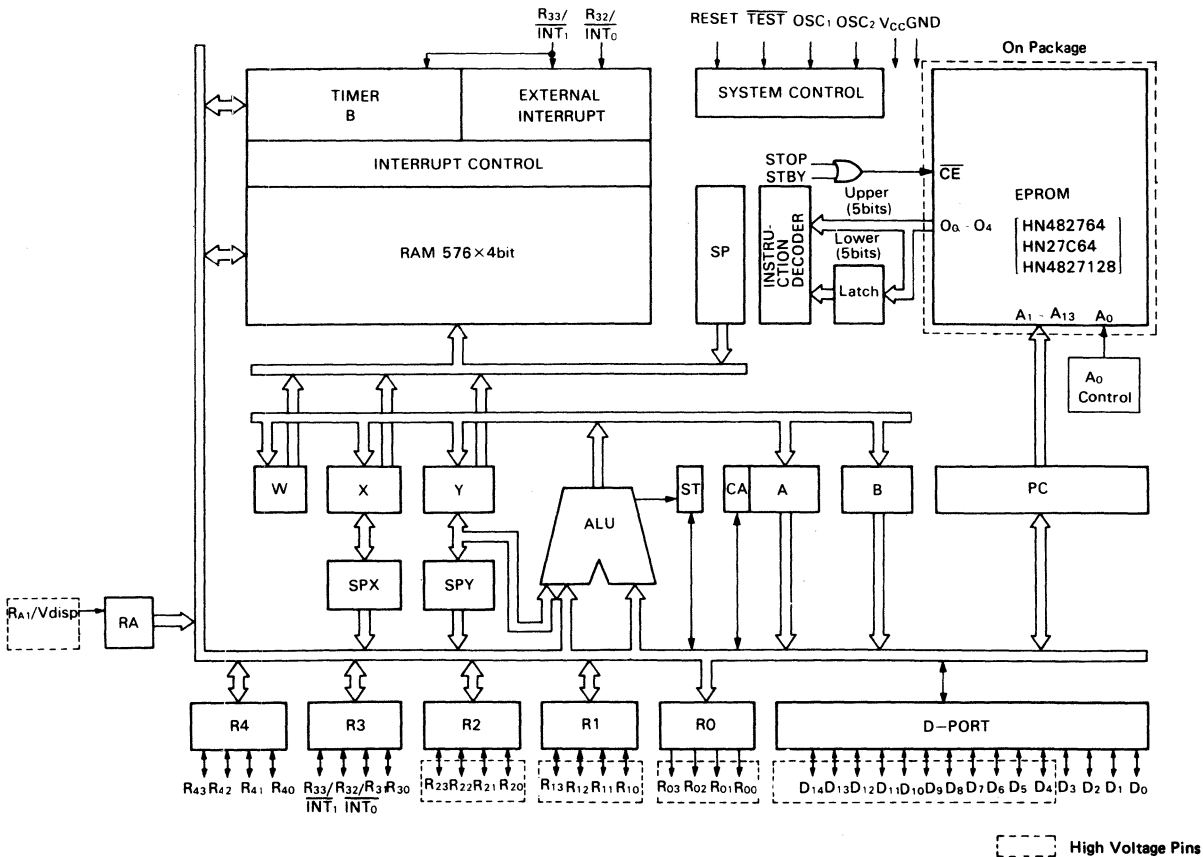 R33/ R32/
INT1 INT0
RESET TEST OSC1 OSC2 VCC GND
On Package
TIMER
B
EXTERNAL
INTERRUPT
SYSTEM CONTROL
INTERRUPT CONTROL
STOP
STBY
CE
Upper
(5bits)
EPROM
O0 - O4
HN482764
HN27C64
HN4827128
RAM 576×4bit
SP
INSTRU-
CTION
DECODER
Lower
(5bits)
Latch
A1 - A13 A0
A0
Control
W X Y
ALU
ST CA A B PC
SPX SPY
RA1/Vdisp
RA
R4 R3 R2 R1 R0 D-PORT
R43 R42 R41 R40 R33/ R32/ R31 R30 R23 R22 R21 R20 R13 R12 R11 R10 R03 R02 R01 R00 D14 D13 D12 D11 D10 D9 D8 D7 D6 D5 D4 D3 D2 D1 D0
INT1 INT0
High Voltage Pins